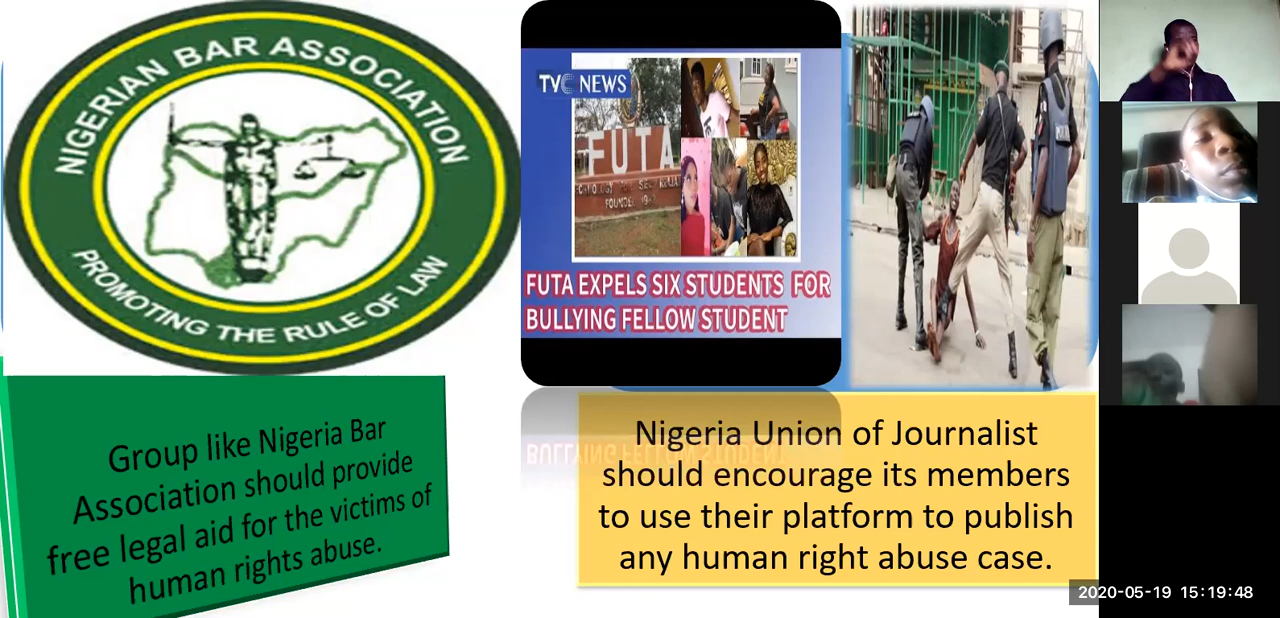 NIGERIAN BAR ASSOCIATION
PROMOTING THE RULE OF LAW
TVC NEWS
FUTA
FUTA EXPELS SIX STUDENTS FOR
BULLYING FELLOW STUDENT
Group like Nigeria Bar
Association should provide
free legal aid for the victims of
human rights abuse.
BULLYING FELLOW STUDENT
Nigeria Union of Journalist
should encourage its members
to use their platform to publish
any human right abuse case.
2020-05-19 15:19:48